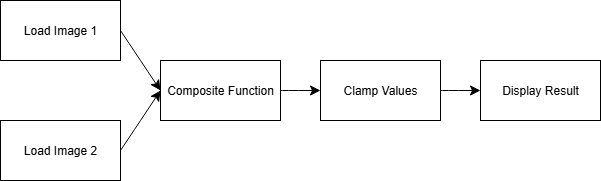 Load Image 1
Composite Function
Clamp Values
Display Result
Load Image 2